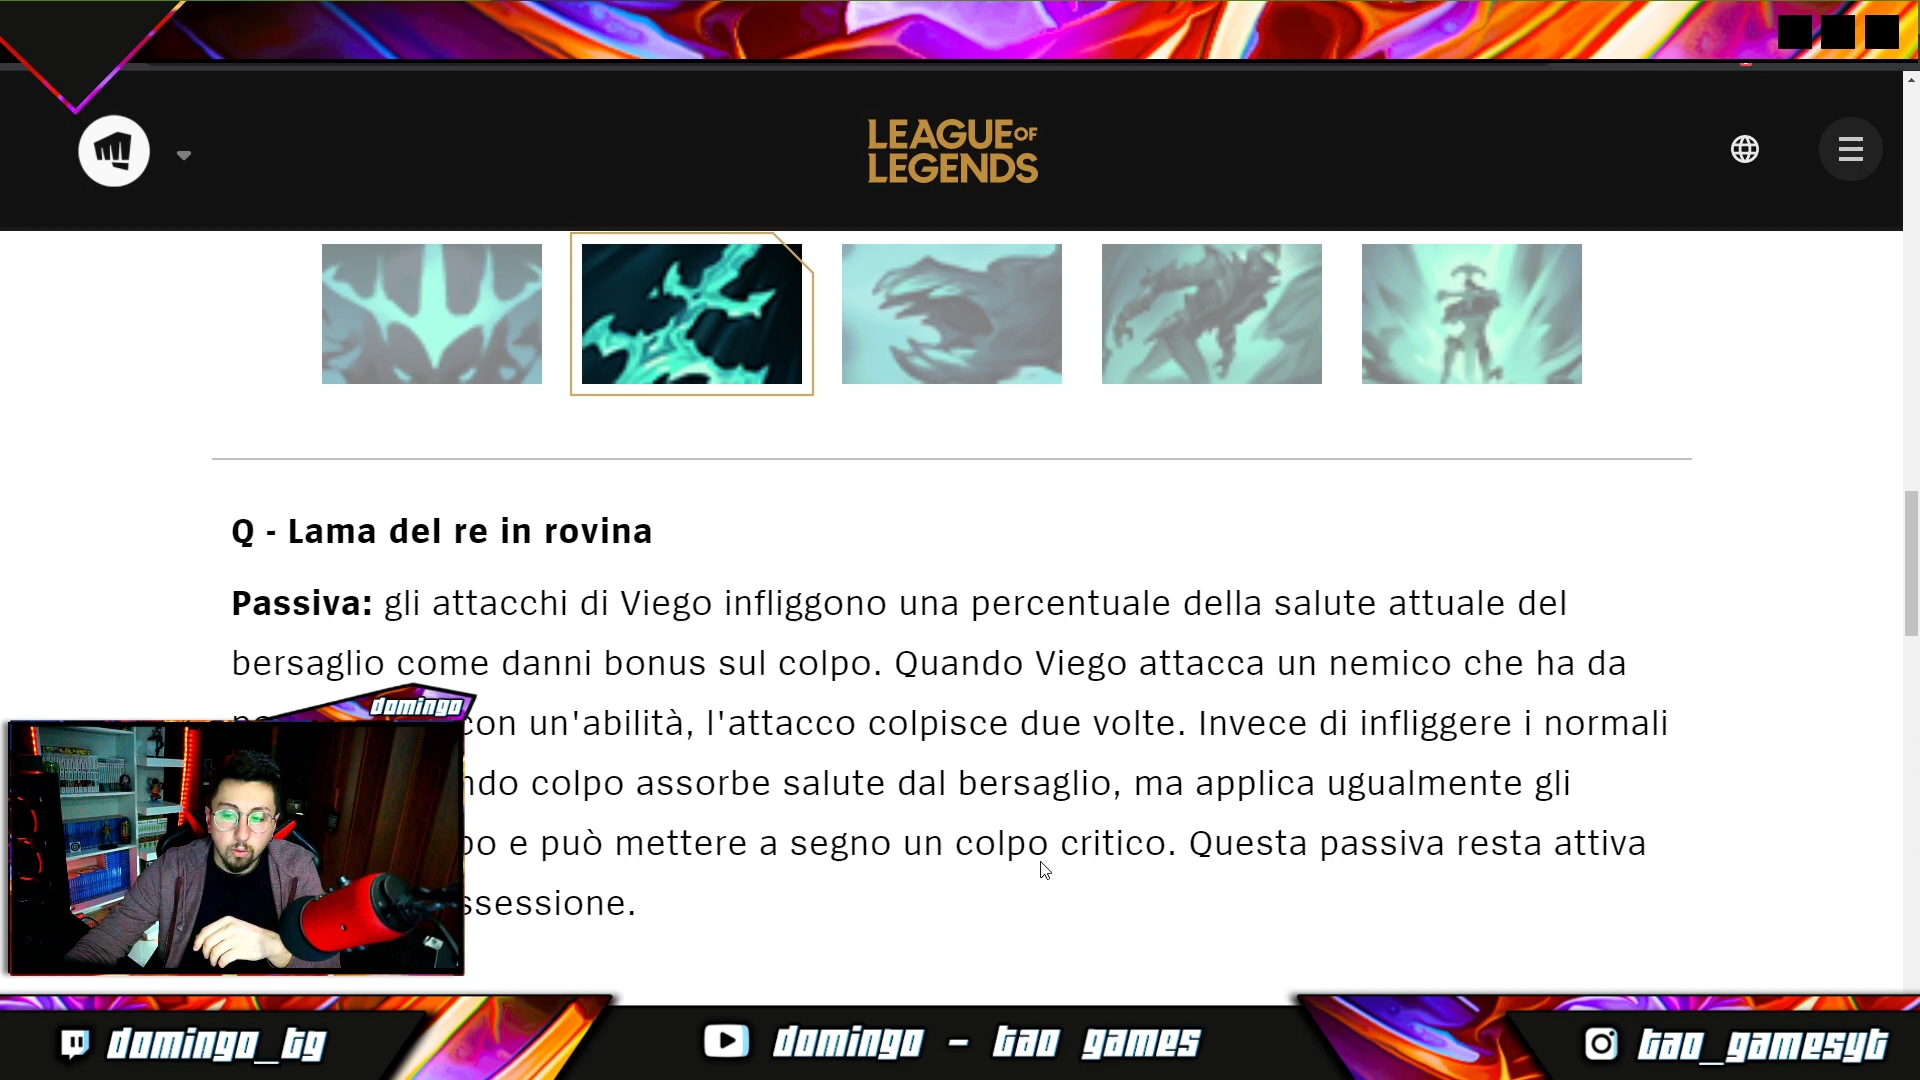 LEAGUE OF
LEGENDS
Q - Lama del re in rovina
Passiva: gli attacchi di Viego infliggono una percentuale della salute attuale del
bersaglio come danni bonus sul colpo. Quando Viego attacca un nemico che ha da
con un'abilità, l'attacco colpisce due volte. Invece di infliggere i normali
colpo assorbe salute dal bersaglio, ma applica ugualmente gli
e può mettere a segno un colpo critico. Questa passiva resta attiva
domingo
domingo_tg
domingo - tao games
tao_gamesyt